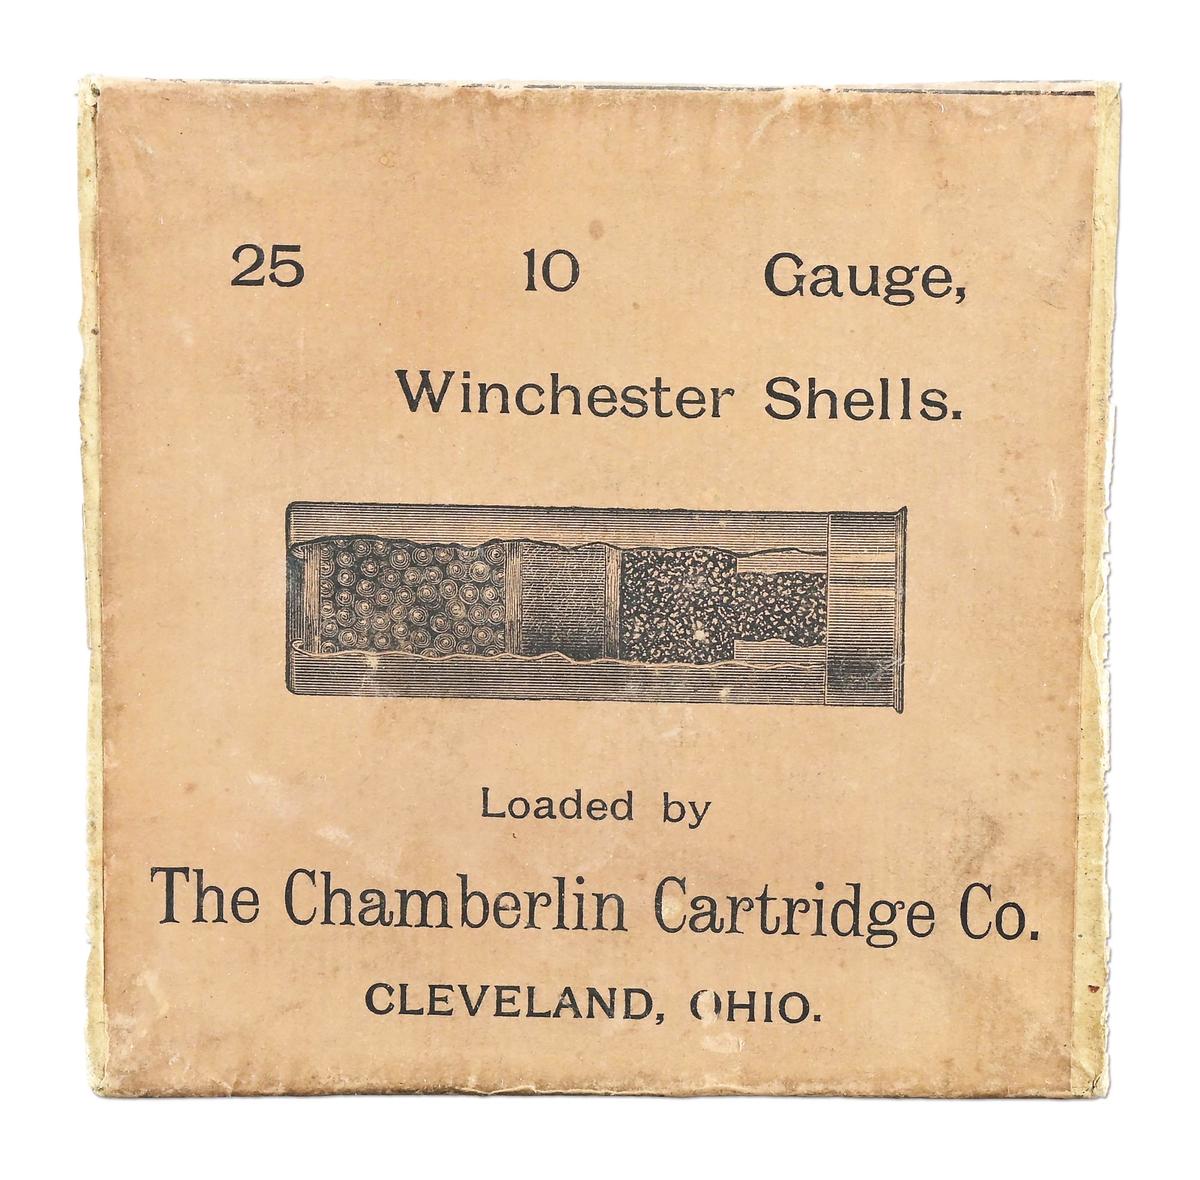 25 10 Gauge,
Winchester Shells.
Loaded by
The Chamberlin Cartridge Co.
CLEVELAND, OHIO.